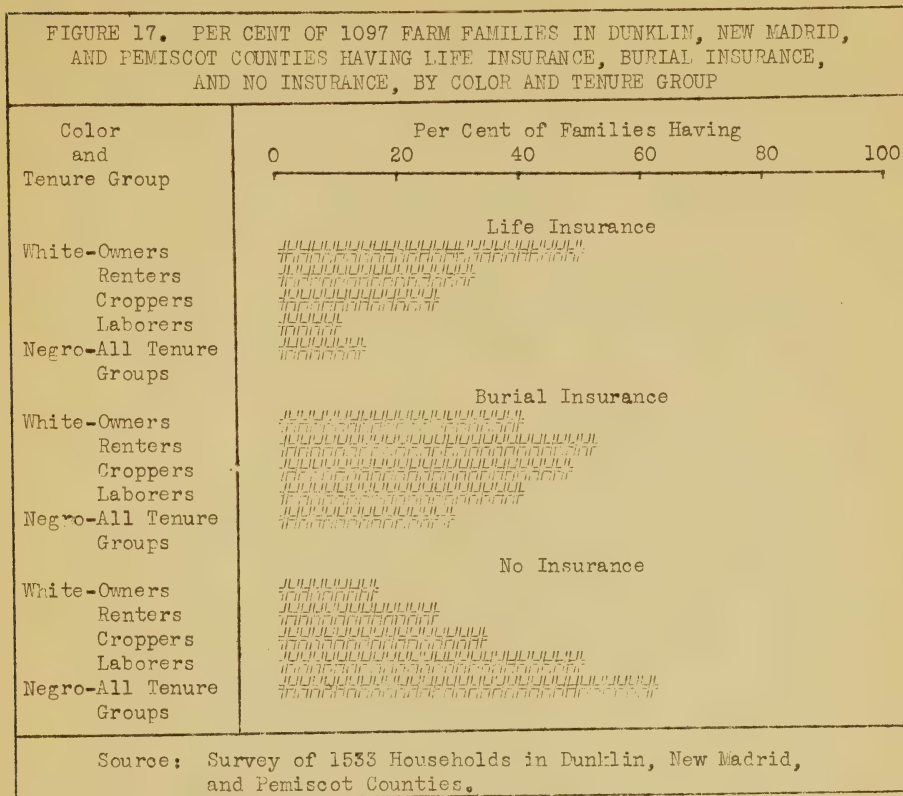 FIGURE 17. PER CENT OF 1097 FARM FAMILIES IN DUNKLIN, NEW MADRID,
AND PEMISCOT COUNTIES HAVING LIFE INSURANCE, BURIAL INSURANCE,
AND NO INSURANCE, BY COLOR AND TENURE GROUP
Color
and
Tenure Group
Per Cent of Families Having
0 20 40 60 80 100
Life Insurance
White-Owners
Renters
Croppers
Laborers
Negro-All Tenure
Groups
Burial Insurance
White-Owners
Renters
Croppers
Laborers
Negro-All Tenure
Groups
No Insurance
White-Owners
Renters
Croppers
Laborers
Negro-All Tenure
Groups
Source: Survey of 1533 Households in Dunklin, New Madrid,
and Pemiscot Counties.